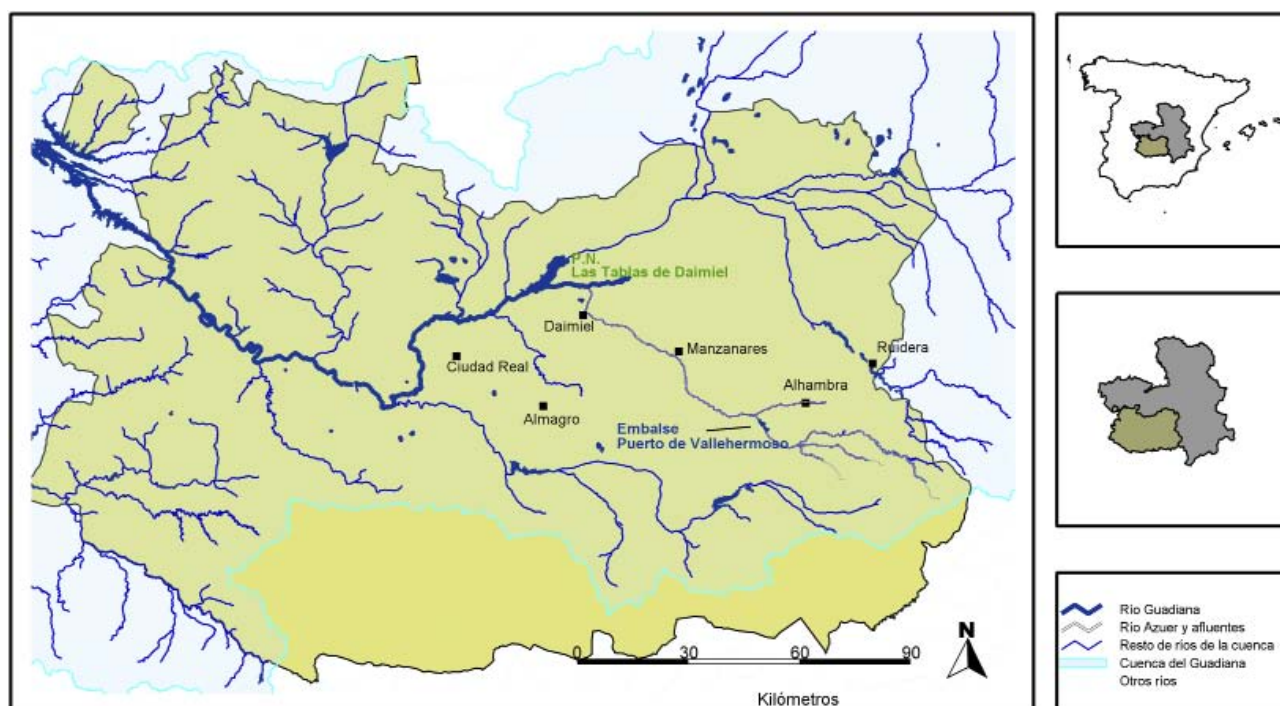 P.N.
Las Tablas de Daimiel
Daimiel
Manzanares
Ruidera
Ciudad Real
Alhambra
Almagro
Embalse
Puerto de Vallehermoso
N
0 30 60 90
Kilómetros
Río Guadiana
Río Azuer y afluentes
Resto de ríos de la cuenca
Cuenca del Guadiana
Otros ríos